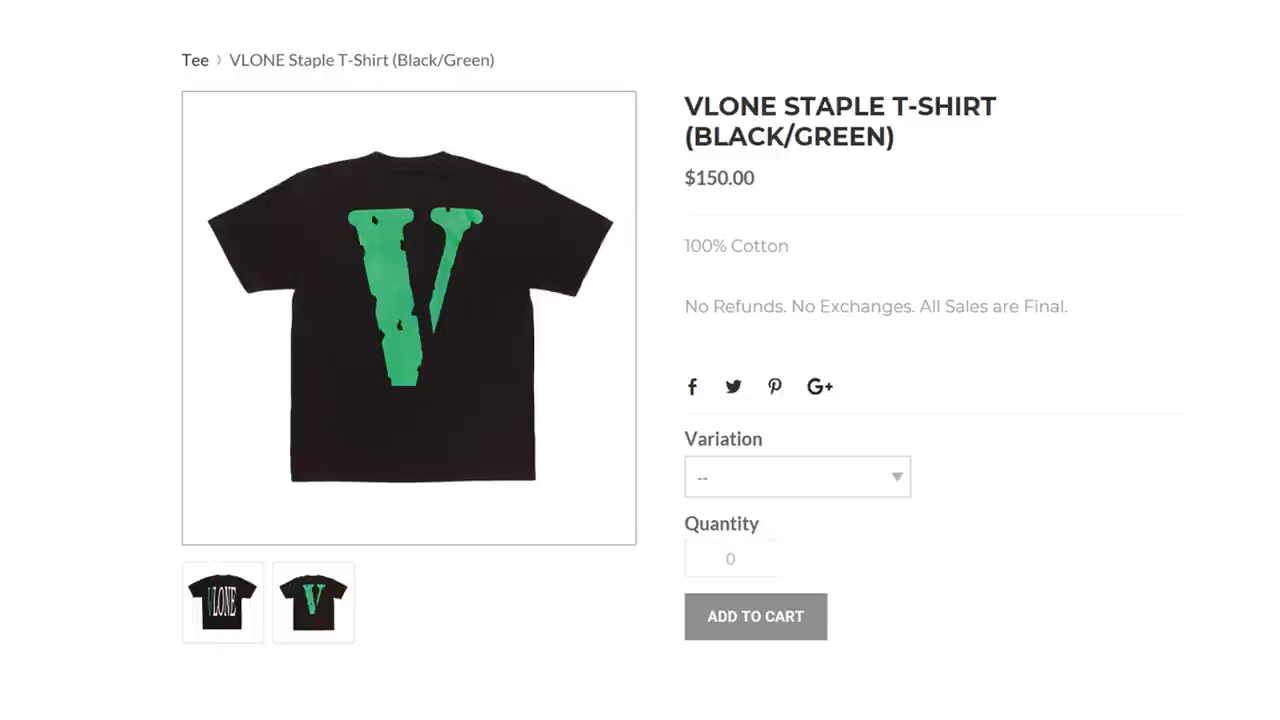 Tee 〉 VLONE Staple T-Shirt (Black/Green)
VLONE STAPLE T-SHIRT
(BLACK/GREEN)
$150.00
100% Cotton
No Refunds. No Exchanges. All Sales are Final.
Variation
--
Quantity
0
ADD TO CART
V
VLONE
V